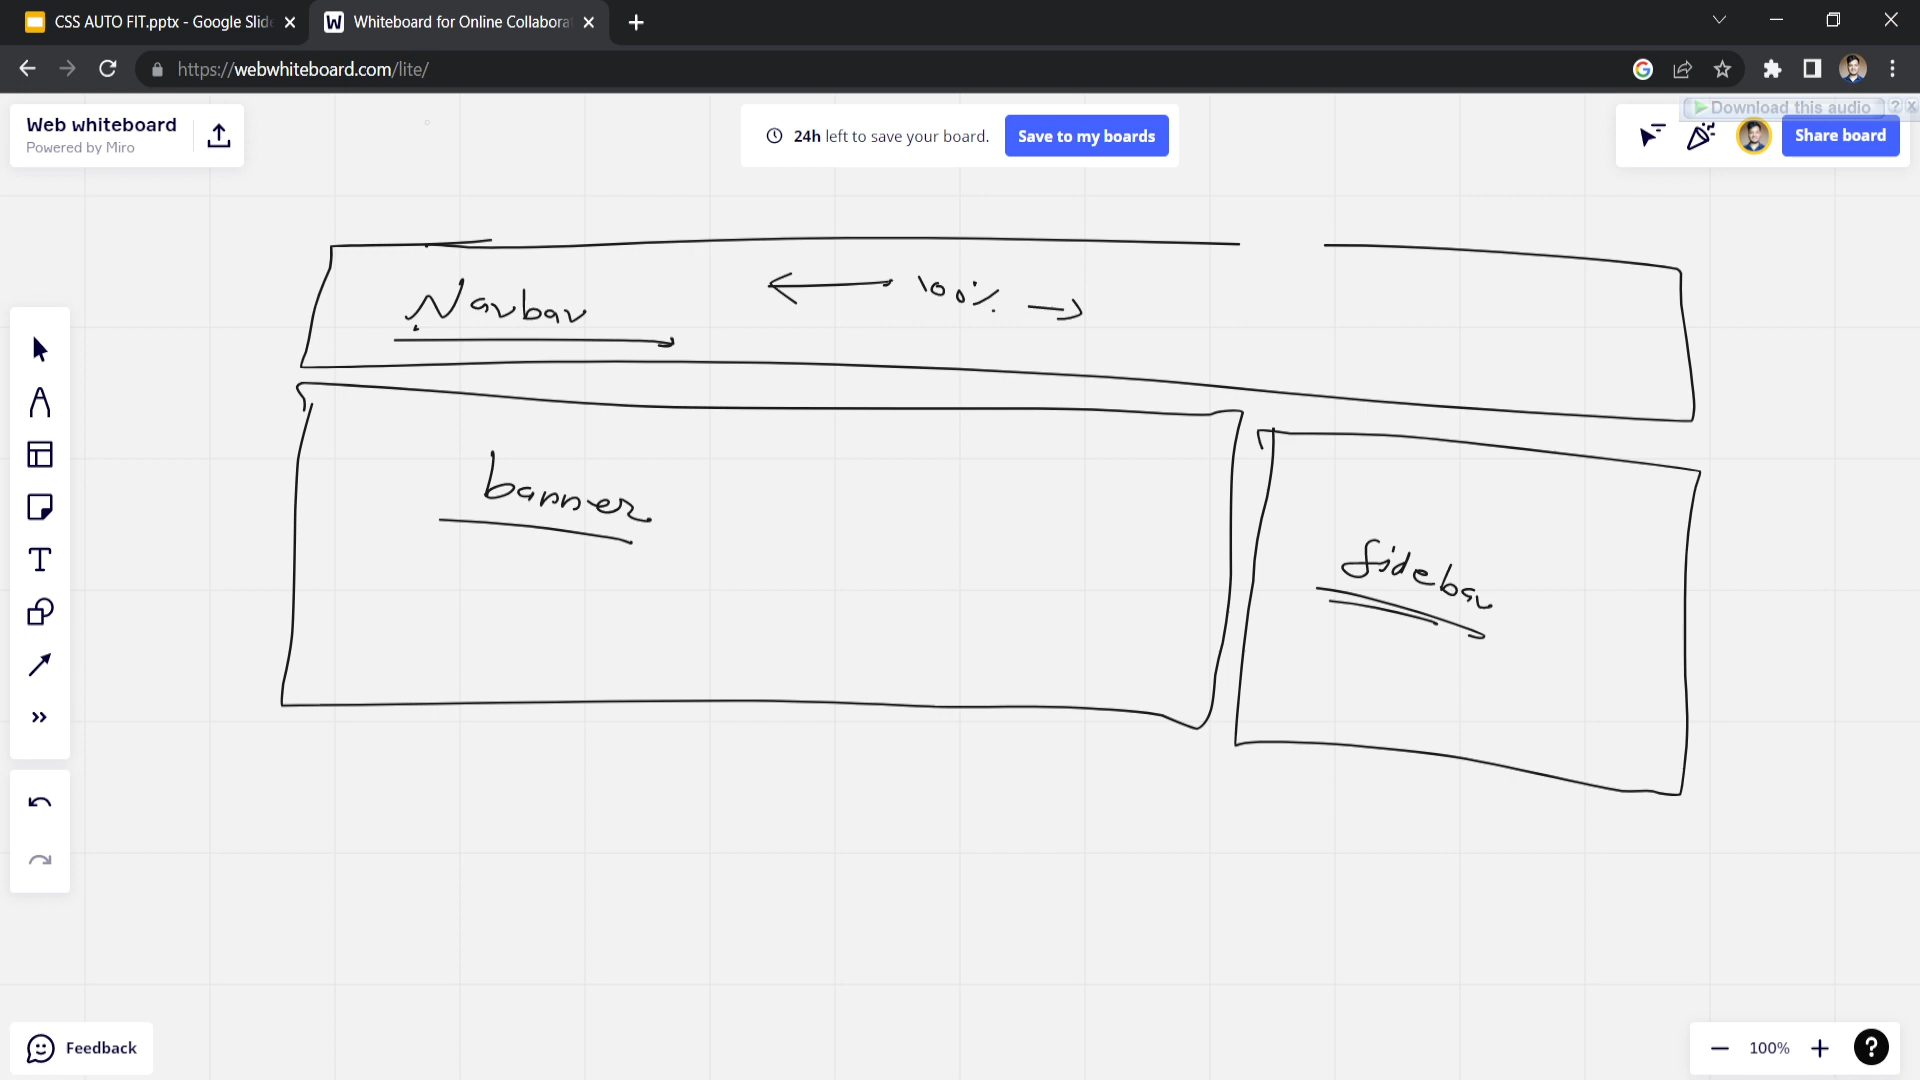 CSS AUTO FIT.pptx - Google Slide
Whiteboard for Online Collabora
https://webwhiteboard.com/lite/
Download this audio
? X
Web whiteboard
Powered by Miro
24h left to save your board.
Save to my boards
Share board
Navbar
100%
banner
Sidebar
Feedback
100%
?